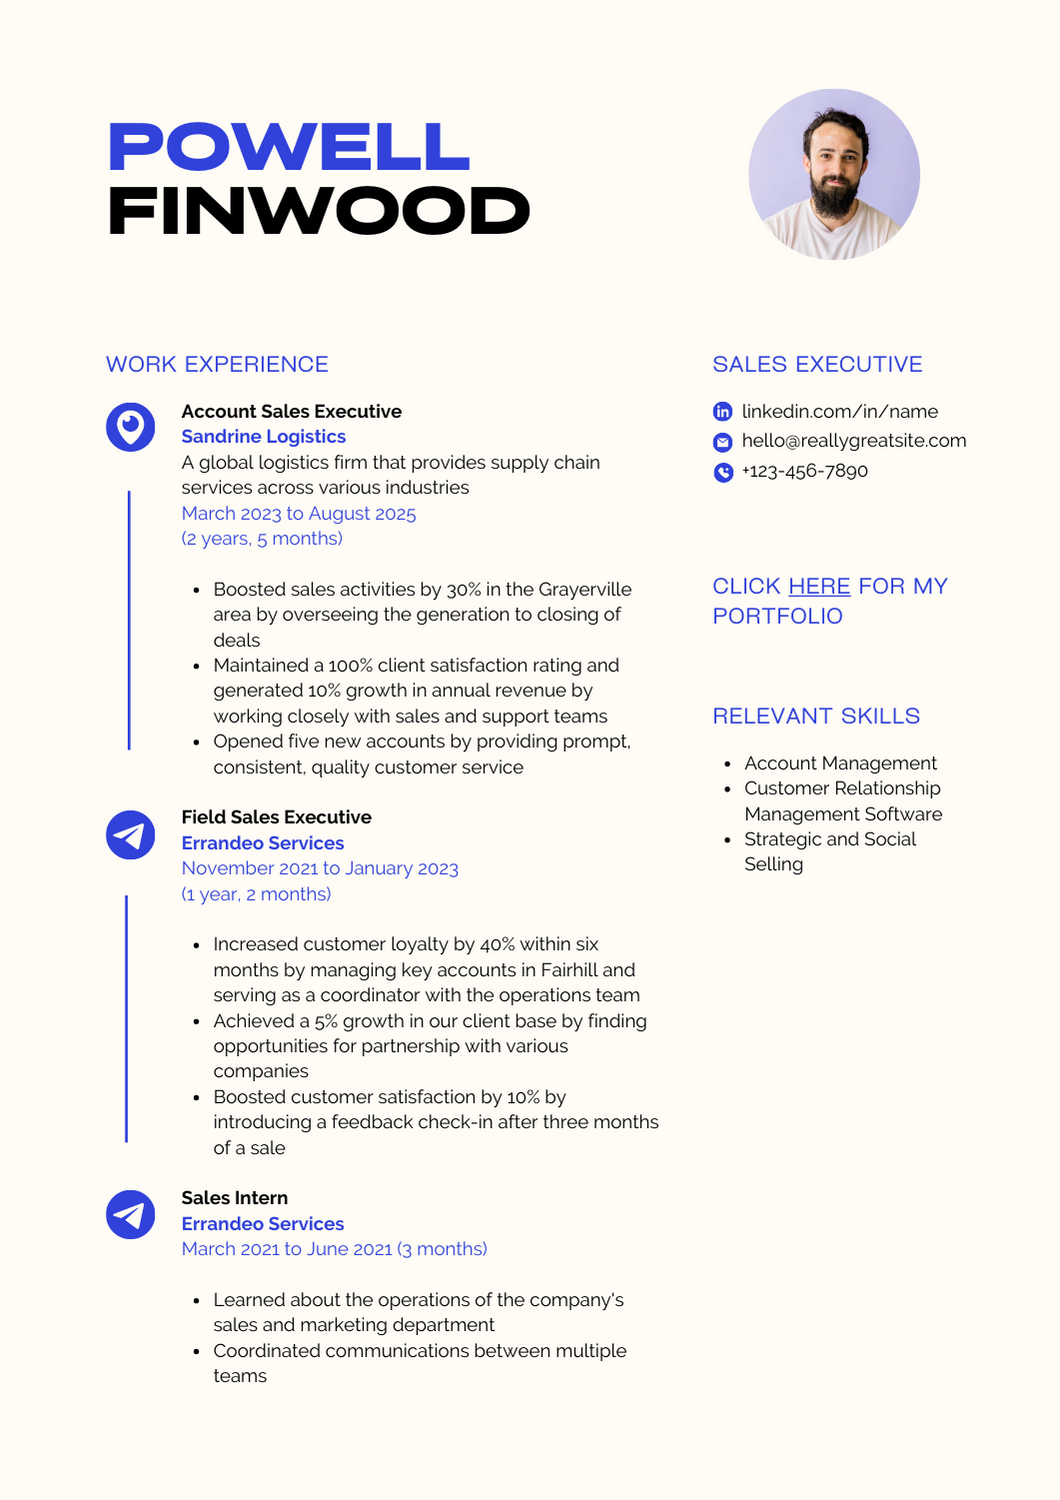 POWELL
FINWOOD
WORK EXPERIENCE
Account Sales Executive
Sandrine Logistics
A global logistics firm that provides supply chain
services across various industries
March 2023 to August 2025
(2 years, 5 months)
• Boosted sales activities by 30% in the Grayerville
area by overseeing the generation to closing of
deals
• Maintained a 100% client satisfaction rating and
generated 10% growth in annual revenue by
working closely with sales and support teams
• Opened five new accounts by providing prompt,
consistent, quality customer service
Field Sales Executive
Errandeo Services
November 2021 to January 2023
(1 year, 2 months)
• Increased customer loyalty by 40% within six
months by managing key accounts in Fairhill and
serving as a coordinator with the operations team
• Achieved a 5% growth in our client base by finding
opportunities for partnership with various
companies
• Boosted customer satisfaction by 10% by
introducing a feedback check-in after three months
of a sale
Sales Intern
Errandeo Services
March 2021 to June 2021 (3 months)
• Learned about the operations of the company's
sales and marketing department
• Coordinated communications between multiple
teams
SALES EXECUTIVE
in linkedin.com/in/name
hello@reallygreatsite.com
+123-456-7890
CLICK HERE FOR MY
PORTFOLIO
RELEVANT SKILLS
• Account Management
• Customer Relationship
Management Software
• Strategic and Social
Selling